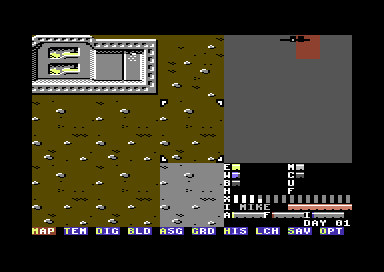 E M
W C
B U
H F
X
I MIKE
A F I
DAY 01
MAP TEM DIG BLD ASG GRD HIS LCH SAV OPT